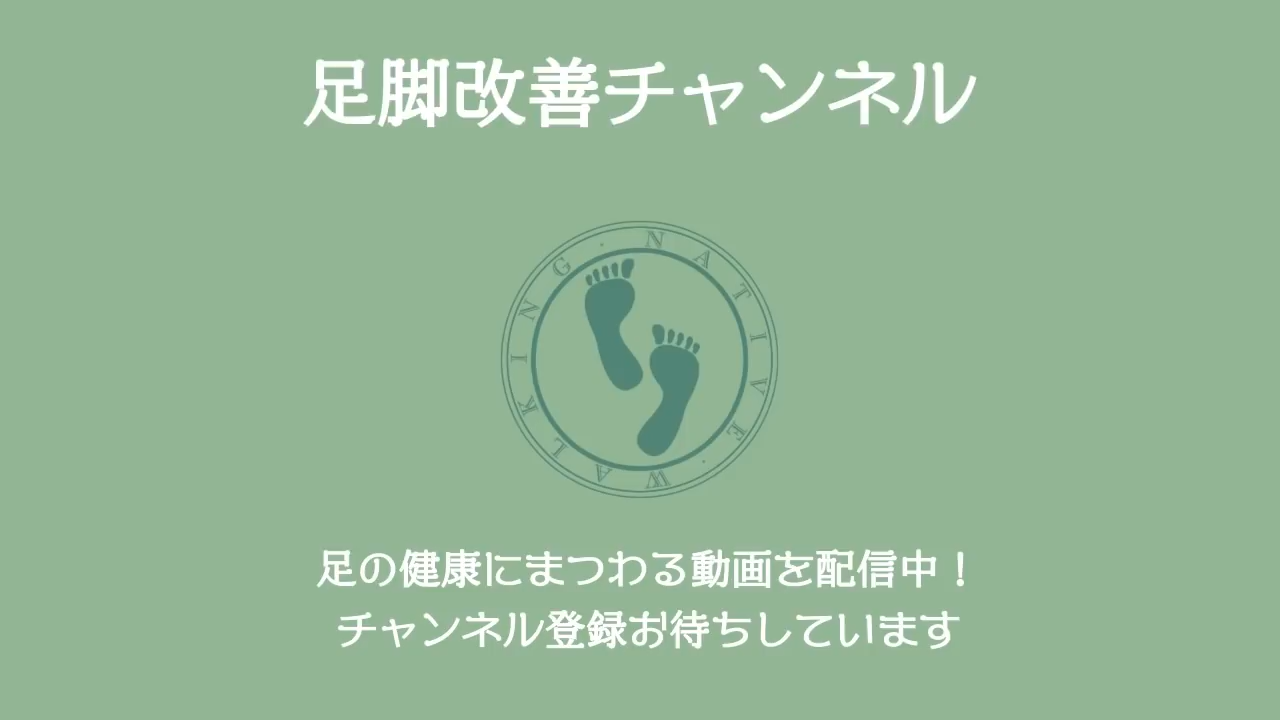 足脚改善チャンネル
NATIVE・WALKING・
足の健康にまつわる動画を配信中！
チャンネル登録お待ちしています